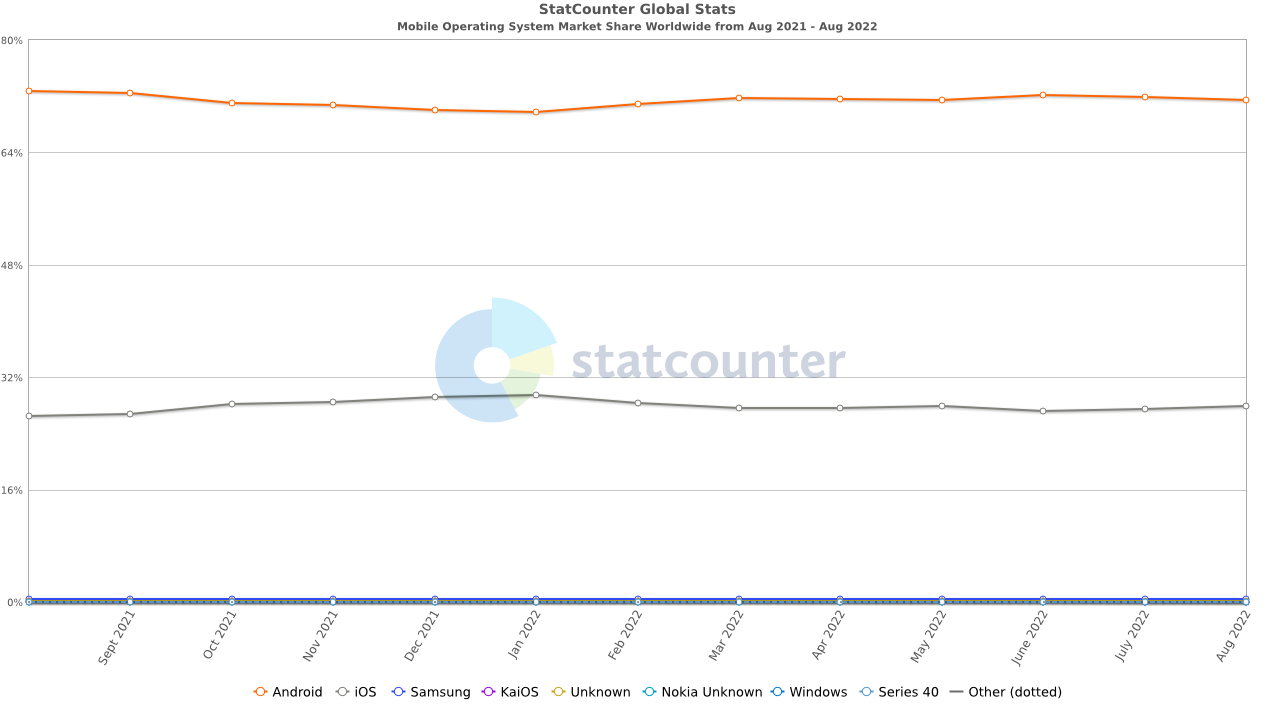 StatCounter Global Stats
Mobile Operating System Market Share Worldwide from Aug 2021 - Aug 2022
80%
64%
48%
statcounter
32%
16%
0%
Sept 2021
Oct 2021
Nov 2021
Dec 2021
Jan 2022
Feb 2022
Mar 2022
Apr 2022
May 2022
June 2022
July 2022
Aug 2022
Android iOS Samsung KaiOS Unknown Nokia Unknown Windows Series 40 Other (dotted)